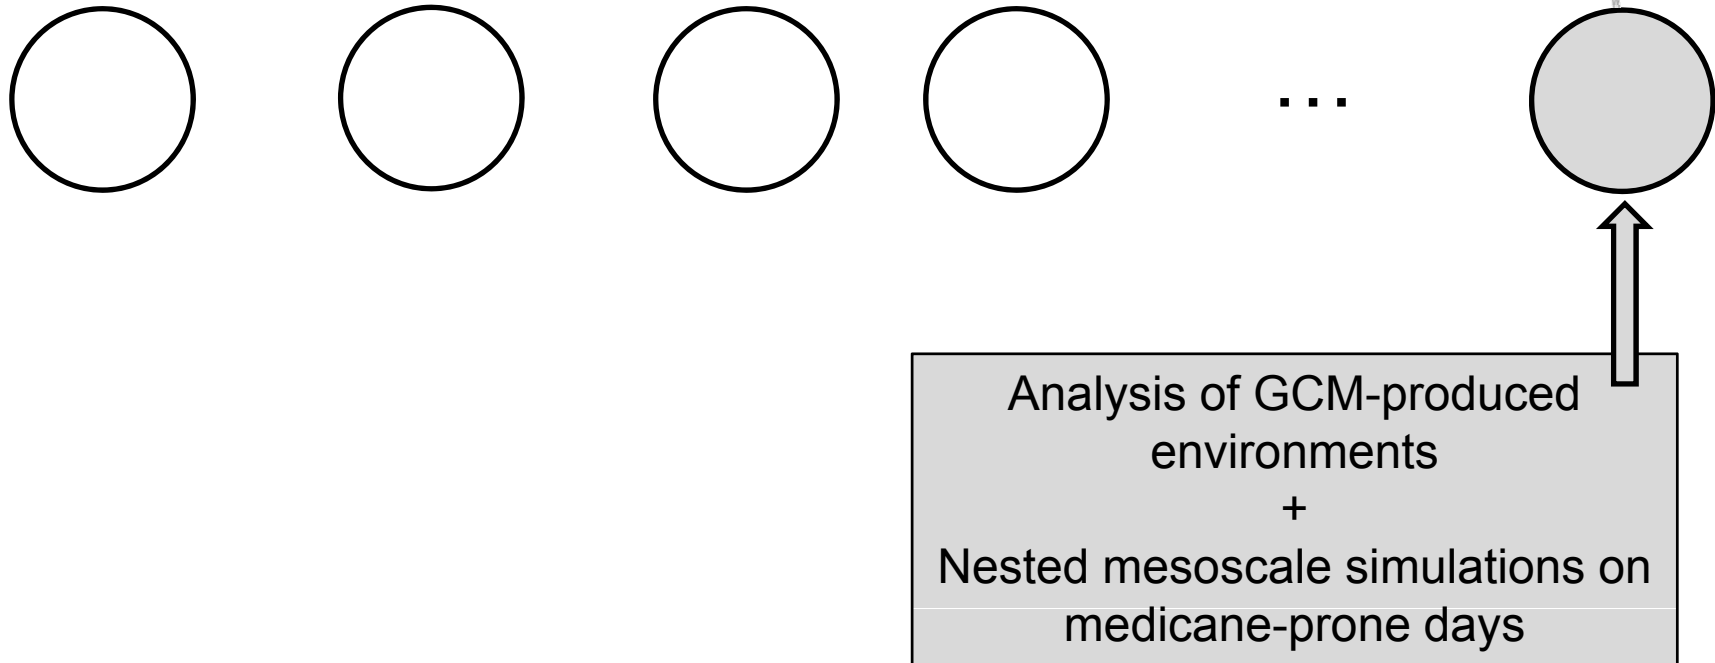 ...
Analysis of GCM-produced
environments
+
Nested mesoscale simulations on
medicane-prone days